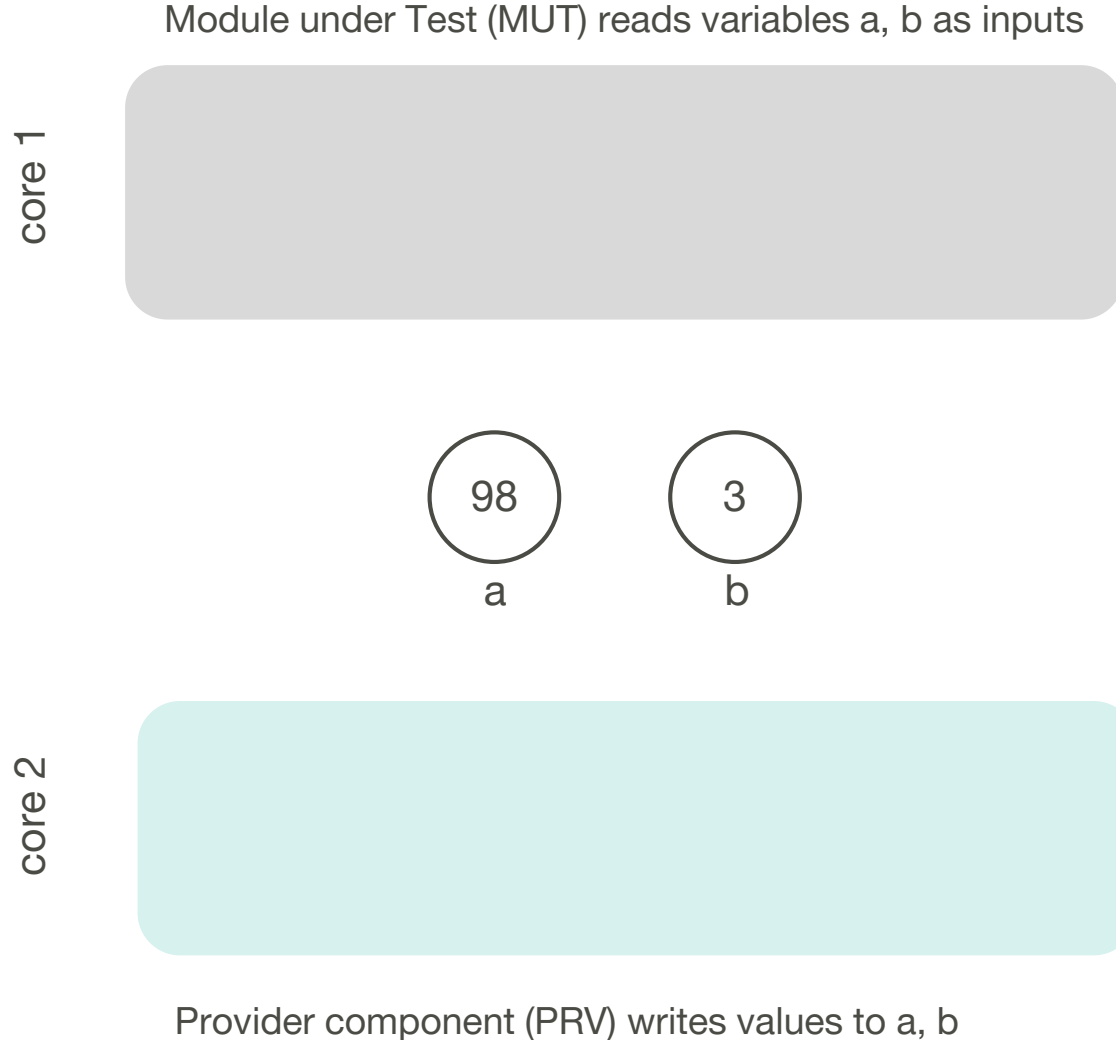 Module under Test (MUT) reads variables a, b as inputs
core 1
98
3
a
b
core 2
Provider component (PRV) writes values to a, b